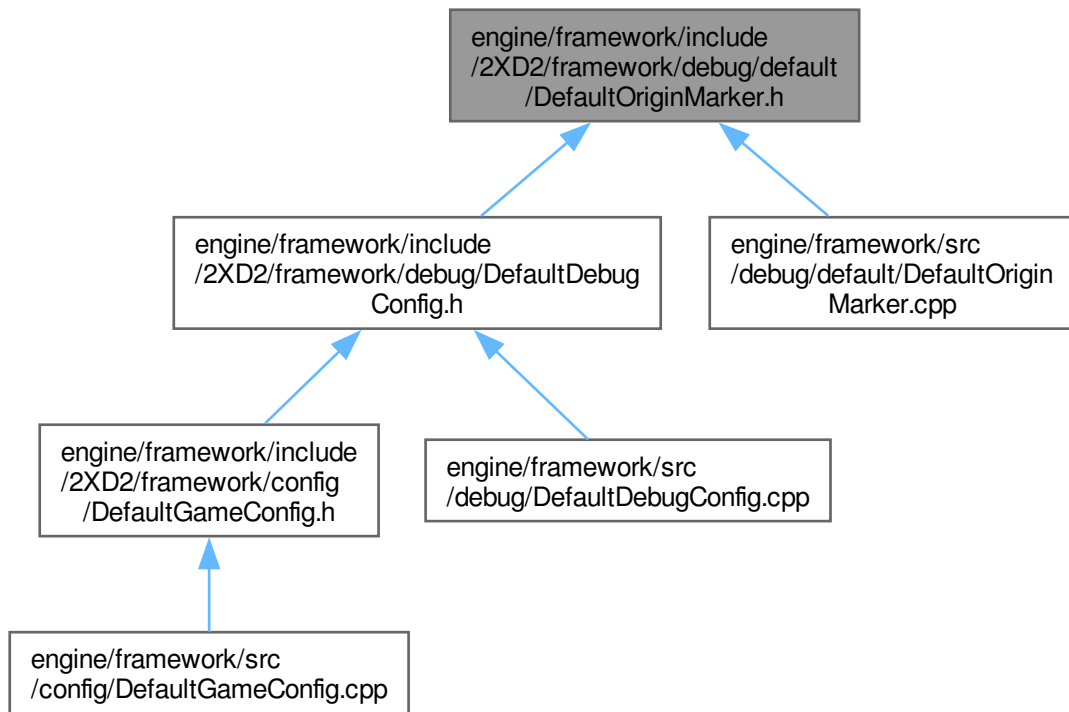 engine/framework/include
/2XD2/framework/debug/default
/DefaultOriginMarker.h
engine/framework/include
/2XD2/framework/debug/DefaultDebug
Config.h
engine/framework/src
/debug/default/DefaultOrigin
Marker.cpp
engine/framework/include
/2XD2/framework/config
/DefaultGameConfig.h
engine/framework/src
/debug/DefaultDebugConfig.cpp
engine/framework/src
/config/DefaultGameConfig.cpp